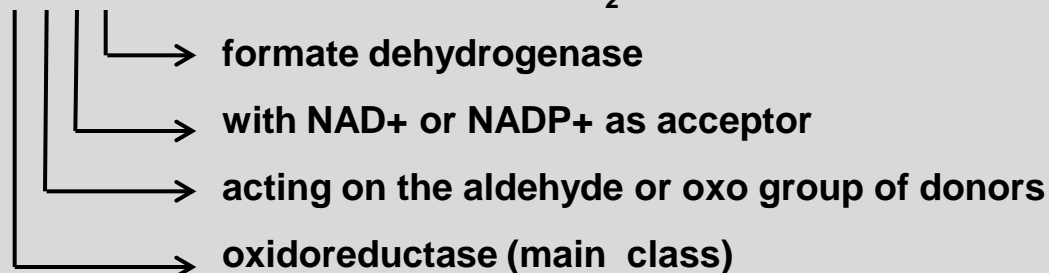 2
formate dehydrogenase
with NAD+ or NADP+ as acceptor
acting on the aldehyde or oxo group of donors
oxidoreductase (main class)